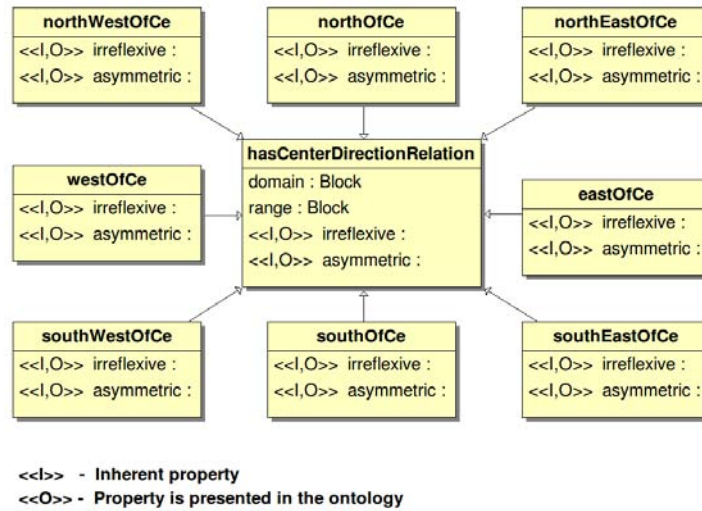 northWestOfCe
<<I,O>> irreflexive :
<<I,O>> asymmetric :
northOfCe
<<I,O>> irreflexive :
<<I,O>> asymmetric :
northEastOfCe
<<I,O>> irreflexive :
<<I,O>> asymmetric :
westOfCe
<<I,O>> irreflexive :
<<I,O>> asymmetric :
hasCenterDirectionRelation
domain : Block
range : Block
<<I,O>> irreflexive :
<<I,O>> asymmetric :
eastOfCe
<<I,O>> irreflexive :
<<I,O>> asymmetric :
southWestOfCe
<<I,O>> irreflexive :
<<I,O>> asymmetric :
southOfCe
<<I,O>> irreflexive :
<<I,O>> asymmetric :
southEastOfCe
<<I,O>> irreflexive :
<<I,O>> asymmetric :
<<I>> - Inherent property
<<O>> - Property is presented in the ontology